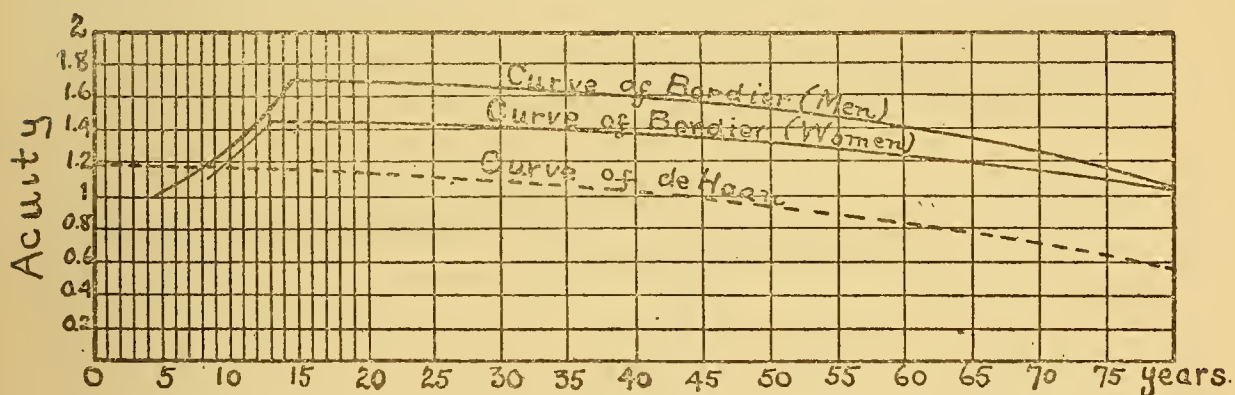 2
1.8
1.6
1.4
1.2
1
0.8
0.6
0.4
0.2
Acuity
Curve of Bordier (Men)
Curve of Bordier (Women)
Curve of de Haan
0 5 10 15 20 25 30 35 40 45 50 55 60 65 70 75 years.